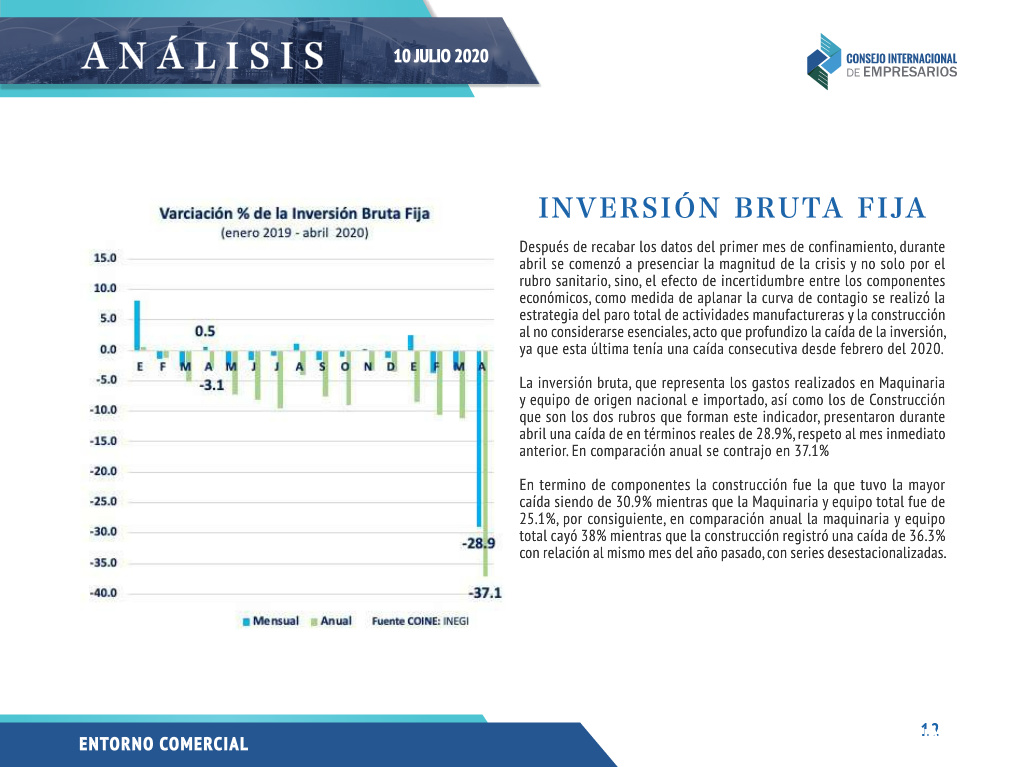 ANÁLISIS
10 JULIO 2020
CONSEJO INTERNACIONAL
DE EMPRESARIOS
Varciación % de la Inversión Bruta Fija
(enero 2019 - abril 2020)
15.0
10.0
5.0
0.0
-5.0
-10.0
-15.0
-20.0
-25.0
-30.0
-35.0
-40.0
0.5
E F M A M J J A S O N D E F M A
-3.1
-28.9
-37.1
Mensual Anual Fuente COINE: INEGI
INVERSIÓN BRUTA FIJA
Después de recabar los datos del primer mes de confinamiento, durante
abril se comenzó a presenciar la magnitud de la crisis y no solo por el
rubro sanitario, sino, el efecto de incertidumbre entre los componentes
económicos, como medida de aplanar la curva de contagio se realizó la
estrategia del paro total de actividades manufactureras y la construcción
al no considerarse esenciales, acto que profundizo la caída de la inversión,
ya que esta última tenía una caída consecutiva desde febrero del 2020.
La inversión bruta, que representa los gastos realizados en Maquinaria
y equipo de origen nacional e importado, así como los de Construcción
que son los dos rubros que forman este indicador, presentaron durante
abril una caída de en términos reales de 28.9%, respeto al mes inmediato
anterior. En comparación anual se contrajo en 37.1%
En termino de componentes la construcción fue la que tuvo la mayor
caída siendo de 30.9% mientras que la Maquinaria y equipo total fue de
25.1%, por consiguiente, en comparación anual la maquinaria y equipo
total cayó 38% mientras que la construcción registró una caída de 36.3%
con relación al mismo mes del año pasado, con series desestacionalizadas.
ENTORNO COMERCIAL